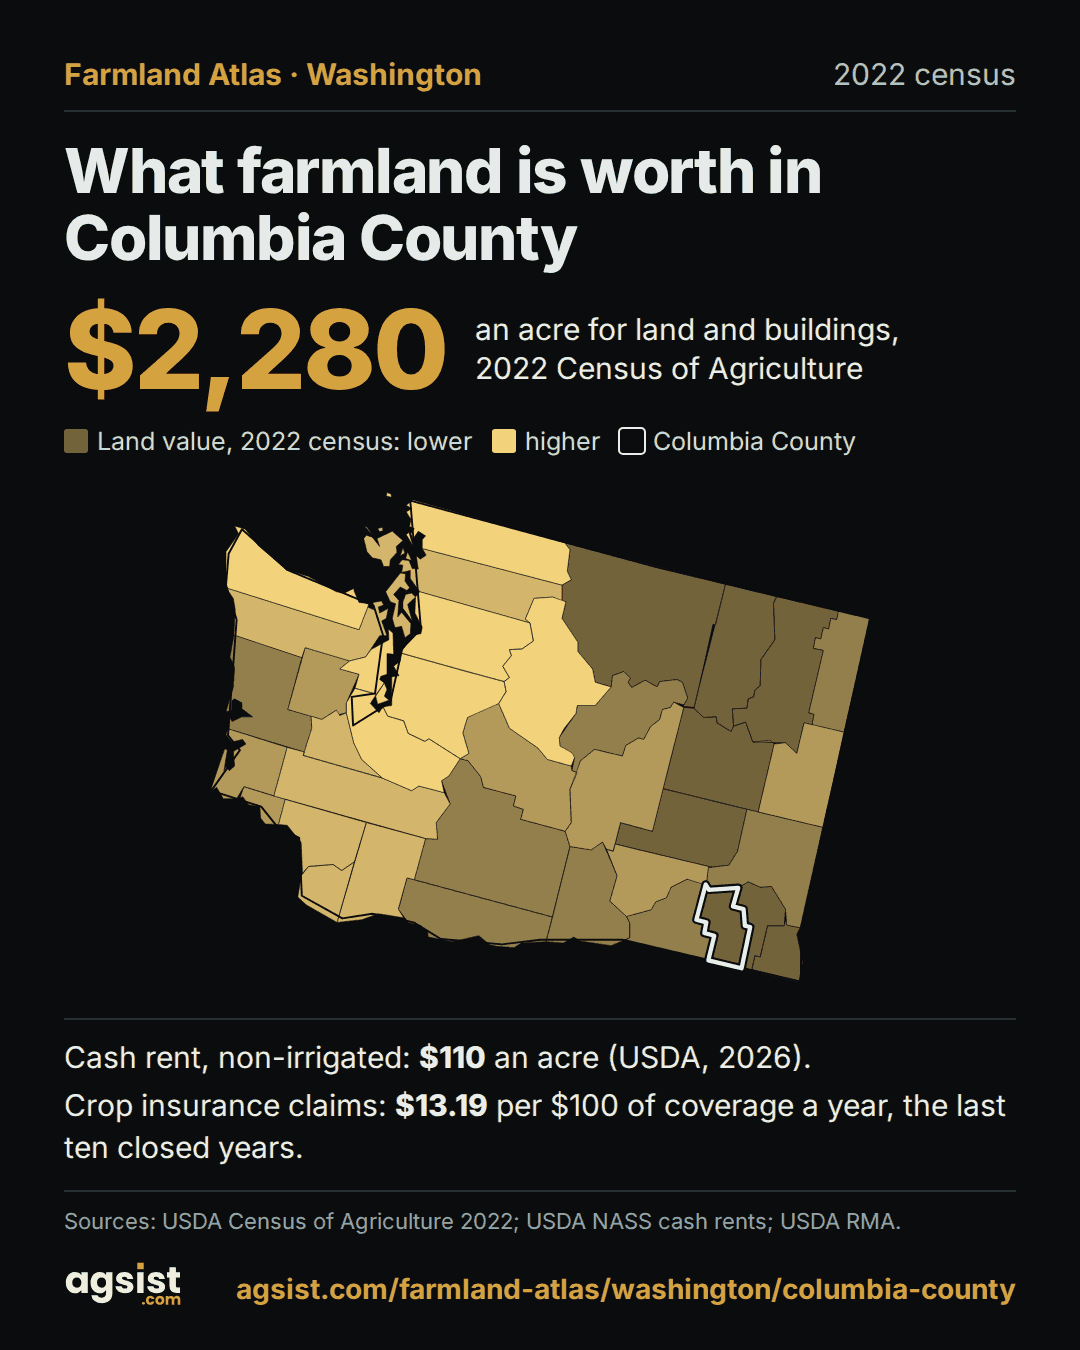 Farmland Atlas · Washington
2022 census
What farmland is worth in
Columbia County
$2,280
an acre for land and buildings,
2022 Census of Agriculture
Land value, 2022 census: lower
higher
Columbia County
Cash rent, non-irrigated: $110 an acre (USDA, 2026).
Crop insurance claims: $13.19 per $100 of coverage a year, the last
ten closed years.
Sources: USDA Census of Agriculture 2022; USDA NASS cash rents; USDA RMA.
agsist
.com
agsist.com/farmland-atlas/washington/columbia-county